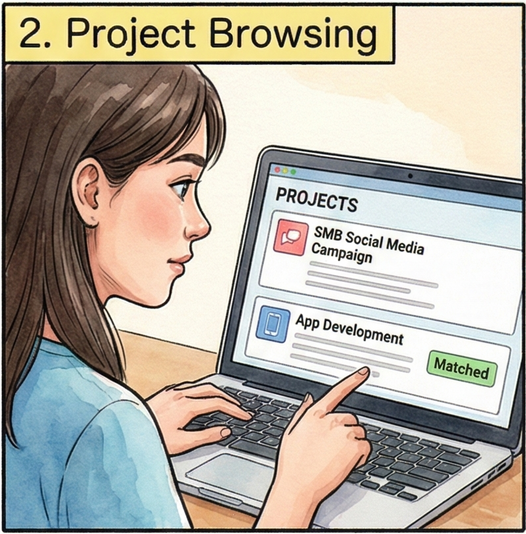 2. Project Browsing
PROJECTS
SMB Social Media
Campaign
App Development
Matched